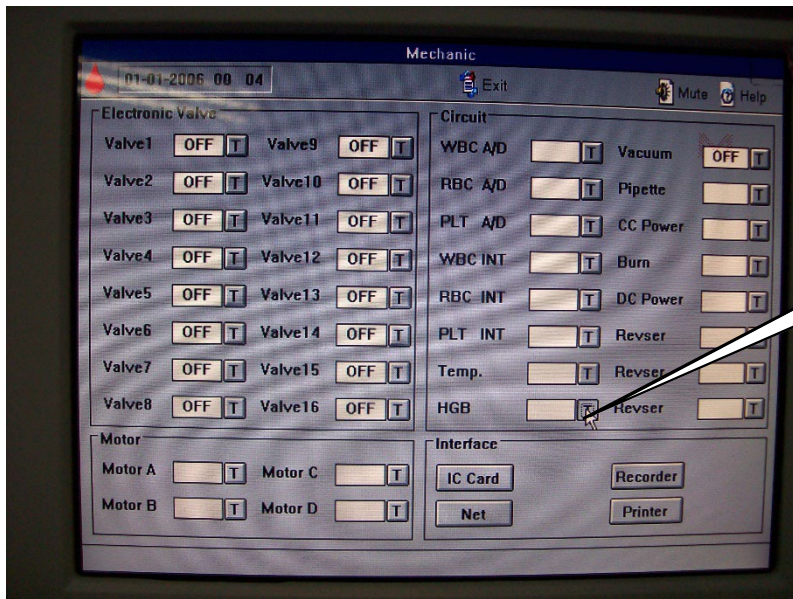 Mechanic
01-01-2006 00 04
Exit
Mute
Help
Electronic Valve
Valve1 OFF T Valve9 OFF T
Valve2 OFF T Valve10 OFF T
Valve3 OFF T Valve11 OFF T
Valve4 OFF T Valve12 OFF T
Valve5 OFF T Valve13 OFF T
Valve6 OFF T Valve14 OFF T
Valve7 OFF T Valve15 OFF T
Valve8 OFF T Valve16 OFF T
Circuit
WBC A/D T Vacuum OFF T
RBC A/D T Pipette T
PLT A/D T CC Power T
WBC INT T Burn T
RBC INT T DC Power T
PLT INT T Revser T
Temp. T Revser T
HGB T Revser T
Motor
Motor A T Motor C T
Motor B T Motor D T
Interface
IC Card Recorder
Net Printer